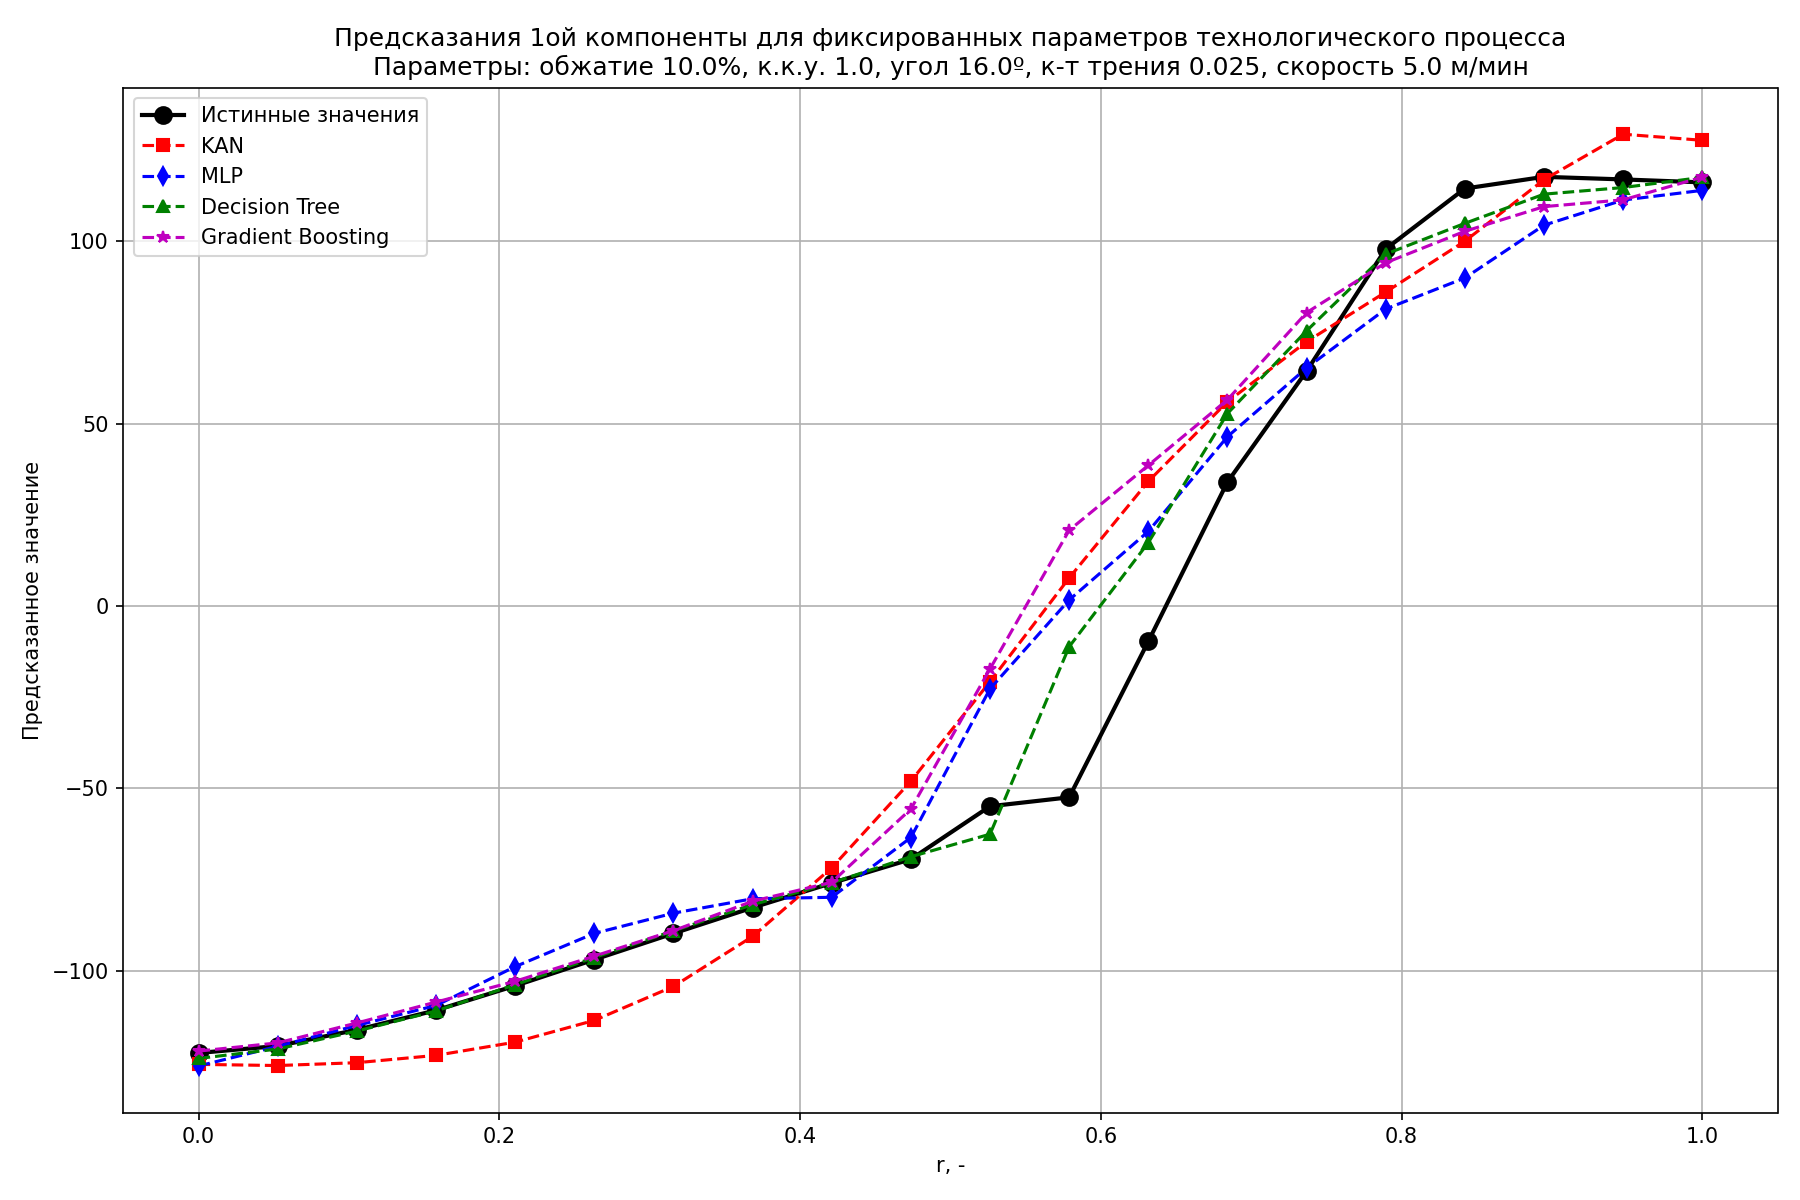 Предсказания 1ой компоненты для фиксированных параметров технологического процесса
Параметры: обжатие 10.0%, к.к.у. 1.0, угол 16.0º, к-т трения 0.025, скорость 5.0 м/мин
Истинные значения
KAN
MLP
Decision Tree
Gradient Boosting
Предсказанное значение
100
50
0
−50
−100
0.0
0.2
0.4
0.6
0.8
1.0
r, -